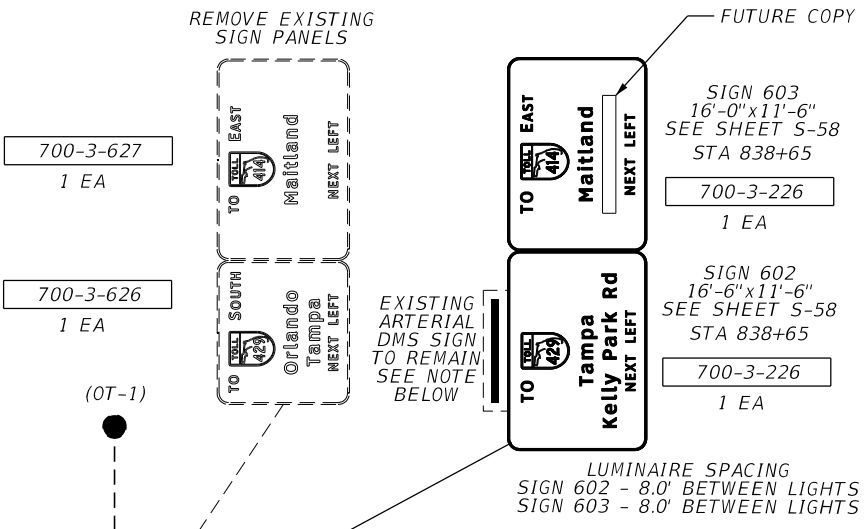 REMOVE EXISTING
SIGN PANELS
700-3-627
1 EA
700-3-626
1 EA
(OT-1)
TO TOLL 414 EAST
Maitland
NEXT LEFT
TO TOLL 429 SOUTH
Orlando
Tampa
NEXT LEFT
EXISTING
ARTERIAL
DMS SIGN
TO REMAIN
SEE NOTE
BELOW
FUTURE COPY
TO TOLL 414 EAST
Maitland
NEXT LEFT
TO TOLL 429
Tampa
Kelly Park Rd
NEXT LEFT
SIGN 603
16'-0"x11'-6"
SEE SHEET S-58
STA 838+65
700-3-226
1 EA
SIGN 602
16'-6"x11'-6"
SEE SHEET S-58
STA 838+65
700-3-226
1 EA
LUMINAIRE SPACING
SIGN 602 - 8.0' BETWEEN LIGHTS
SIGN 603 - 8.0' BETWEEN LIGHTS